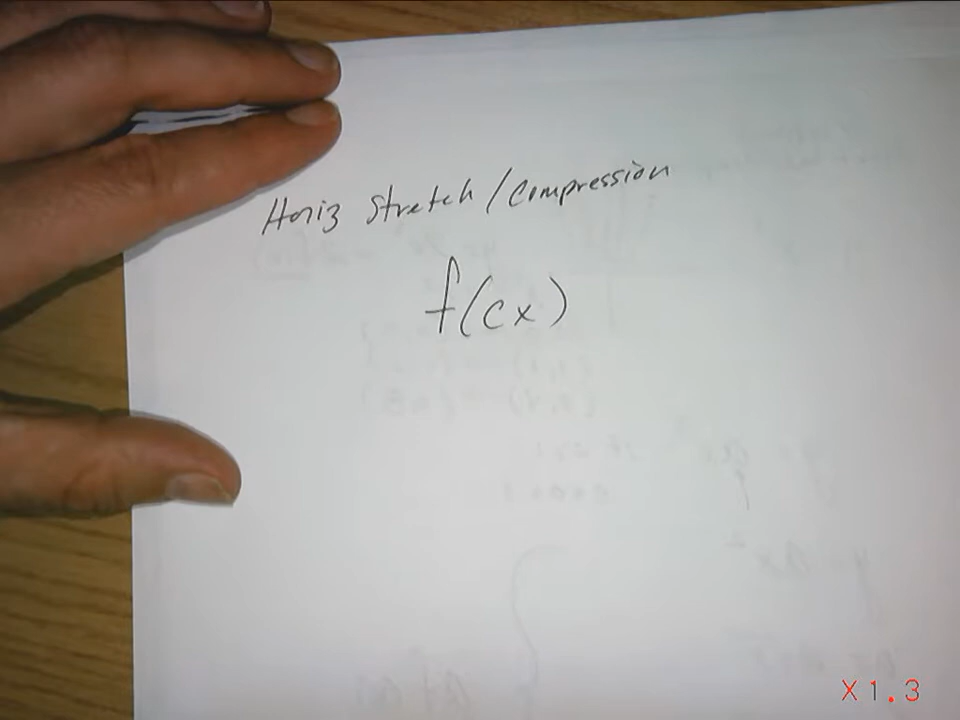 Horiz Stretch / Compression
f(cx)
X1.3